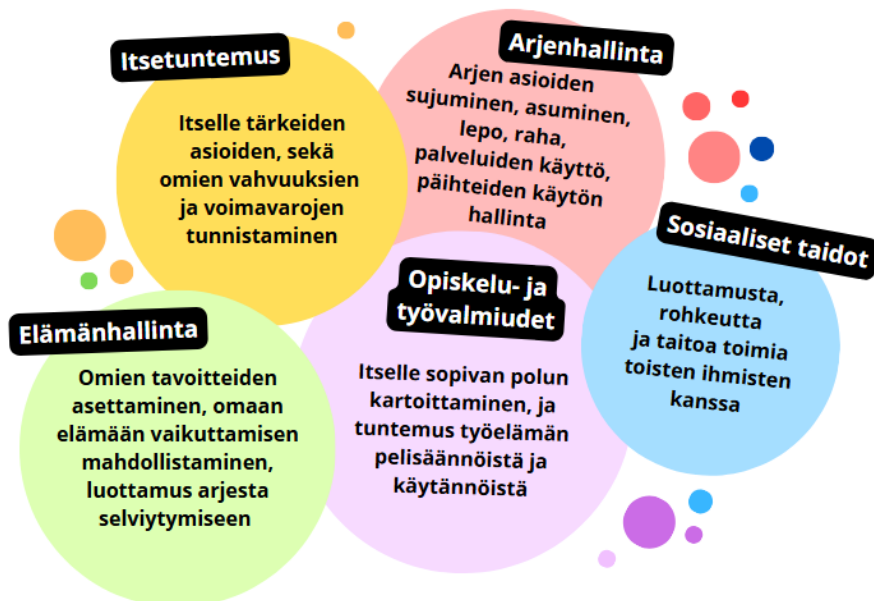 Itsetuntemus
Itselle tärkeiden
asioiden, sekä
omien vahvuuksien
ja voimavarojen
tunnistaminen
Arjenhallinta
Arjen asioiden
sujuminen, asuminen,
lepo, raha,
palveluiden käyttö,
päihteiden käytön
hallinta
Sosiaaliset taidot
Luottamusta,
rohkeutta
ja taitoa toimia
toisten ihmisten
kanssa
Elämänhallinta
Omien tavoitteiden
asettaminen, omaan
elämään vaikuttamisen
mahdollistaminen,
luottamus arjesta
selviytymiseen
Opiskelu- ja
työvalmiudet
Itselle sopivan polun
kartoittaminen, ja
tuntemus työelämän
pelisäännöistä ja
käytännöistä